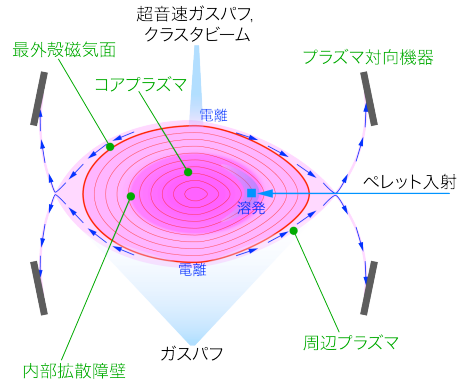 超音速ガスパフ,
クラスタビーム
最外殻磁気面
プラズマ対向機器
コアプラズマ
電離
ペレット入射
溶発
電離
周辺プラズマ
ガスパフ
内部拡散障壁